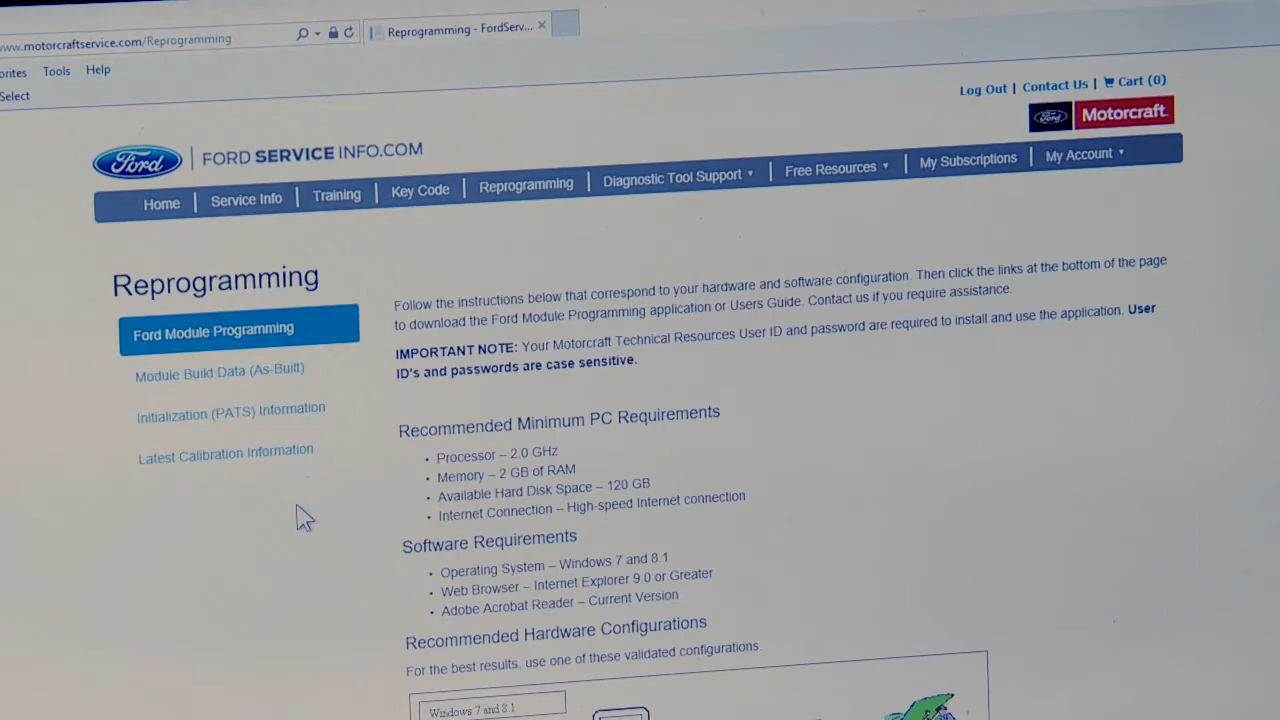 www.motorcraftservice.com/Reprogramming
Reprogramming - FordServ...
Tools Help
Select
Log Out | Contact Us | Cart (0)
Ford Motorcraft
Ford | FORD SERVICE INFO.COM
Home | Service Info | Training | Key Code | Reprogramming | Diagnostic Tool Support | Free Resources | My Subscriptions | My Account
Reprogramming
Ford Module Programming
Module Build Data (As-Built)
Initialization (PATS) Information
Latest Calibration Information
Follow the instructions below that correspond to your hardware and software configuration. Then click the links at the bottom of the page
to download the Ford Module Programming application or Users Guide. Contact us if you require assistance.
IMPORTANT NOTE: Your Motorcraft Technical Resources User ID and password are required to install and use the application. User
ID's and passwords are case sensitive.
Recommended Minimum PC Requirements
• Processor – 2.0 GHz
• Memory – 2 GB of RAM
• Available Hard Disk Space – 120 GB
• Internet Connection – High-speed Internet connection
Software Requirements
• Operating System – Windows 7 and 8.1
• Web Browser – Internet Explorer 9.0 or Greater
• Adobe Acrobat Reader – Current Version
Recommended Hardware Configurations
For the best results, use one of these validated configurations.
Windows 7 and 8.1